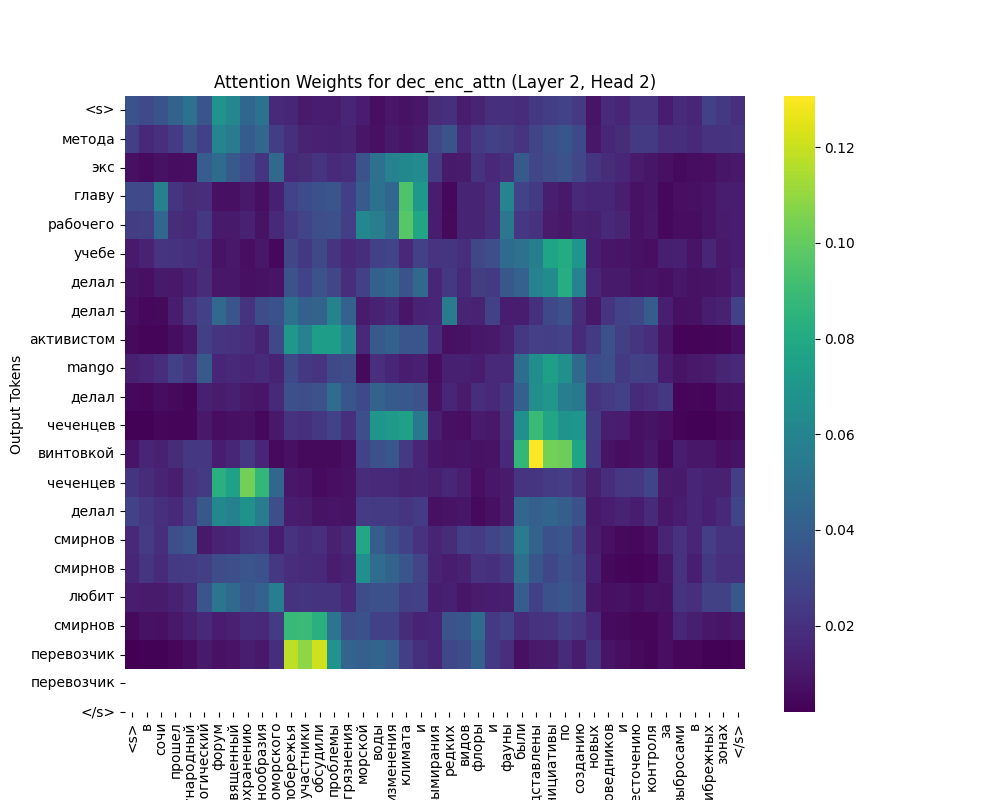 Attention Weights for dec_enc_attn (Layer 2, Head 2)
Output Tokens
<s>
метода
экс
главу
рабочего
учебе
делал
делал
активистом
mango
делал
чеченцев
винтовкой
чеченцев
делал
смирнов
смирнов
любит
смирнов
перевозчик
перевозчик
</s>
<s>
в
сочи
прошел
форум
обсудили
проблемы
морской
воды
климата
и
редких
видов
флоры
и
фауны
были
по
созданию
новых
и
контроля
за
выбросами
в
зонах
</s>
участники
0.12
0.10
0.08
0.06
0.04
0.02